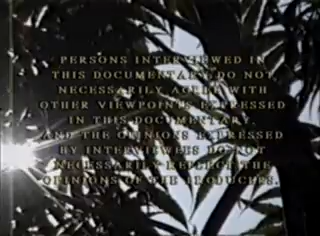 PERSONS INTERVIEWED IN
THIS DOCUMENTARY DO NOT
NECESSARILY AGREE WITH
OTHER VIEWPOINTS EXPRESSED
IN THIS DOCUMENTARY.
AND THE OPINIONS EXPRESSED
BY INTERVIEWEES DO NOT
NECESSARILY REFLECT THE
OPINIONS OF THE PRODUCERS.